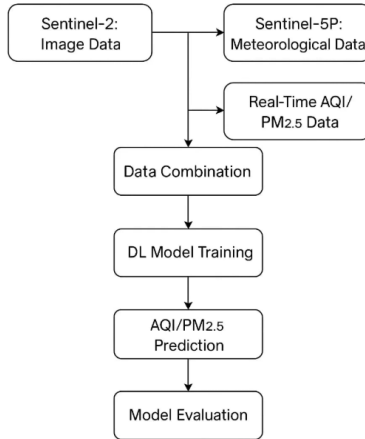 Sentinel-2:
Image Data
Sentinel-5P:
Meteorological Data
Real-Time AQI/
PM2.5 Data
Data Combination
DL Model Training
AQI/PM2.5
Prediction
Model Evaluation